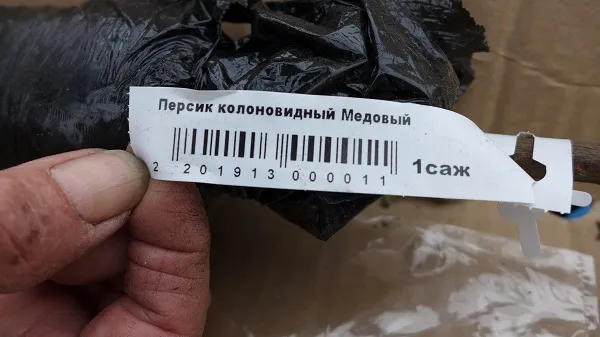 Персик колоновидный Медовый
2 201913 000011
1саж